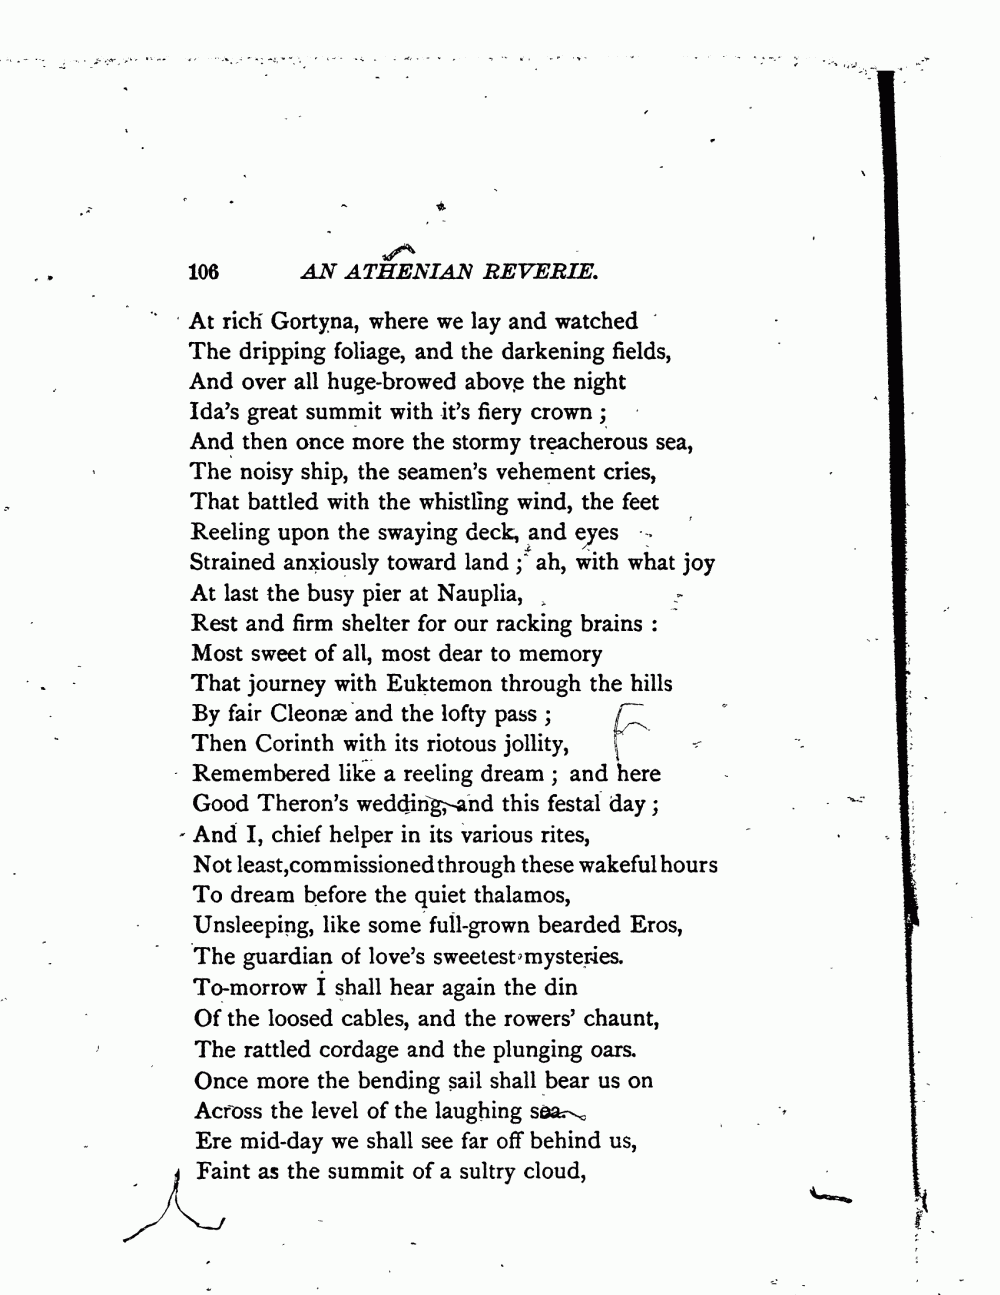 106 AN ATHENIAN REVERIE.
At rich Gortyna, where we lay and watched
The dripping foliage, and the darkening fields,
And over all huge-browed above the night
Ida's great summit with it's fiery crown ;
And then once more the stormy treacherous sea,
The noisy ship, the seamen's vehement cries,
That battled with the whistling wind, the feet
Reeling upon the swaying deck, and eyes
Strained anxiously toward land ; ah, with what joy
At last the busy pier at Nauplia,
Rest and firm shelter for our racking brains :
Most sweet of all, most dear to memory
That journey with Euktemon through the hills
By fair Cleonæ and the lofty pass ;
Then Corinth with its riotous jollity,
Remembered like a reeling dream ; and here
Good Theron's wedding, and this festal day ;
And I, chief helper in its various rites,
Not least, commissioned through these wakeful hours
To dream before the quiet thalamos,
Unsleeping, like some full-grown bearded Eros,
The guardian of love's sweetest mysteries.
To-morrow I shall hear again the din
Of the loosed cables, and the rowers' chaunt,
The rattled cordage and the plunging oars.
Once more the bending sail shall bear us on
Across the level of the laughing sea.
Ere mid-day we shall see far off behind us,
Faint as the summit of a sultry cloud,